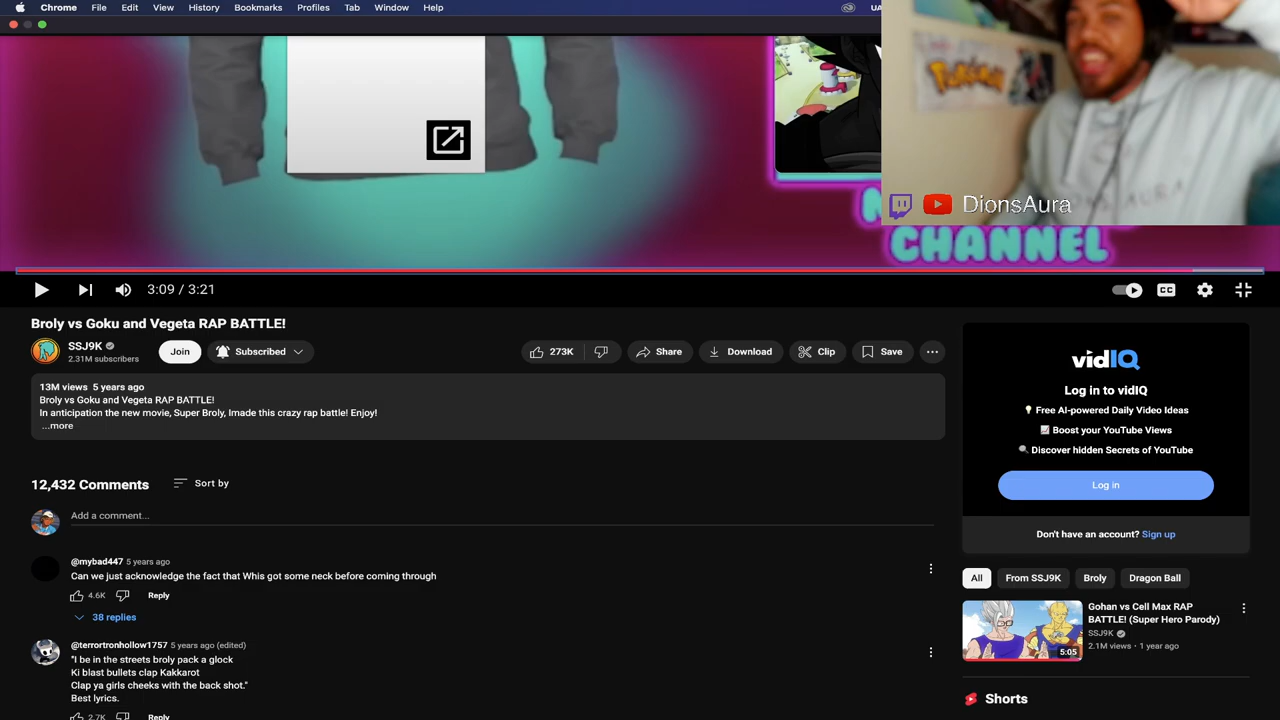 Chrome File Edit View History Bookmarks Profiles Tab Window Help UA
POKÉMON
DionsAura
CHANNEL
3:09 / 3:21
CC
Broly vs Goku and Vegeta RAP BATTLE!
SSJ9K
2.31M subscribers
Join
Subscribed
273K
Share
Download
Clip
Save
13M views 5 years ago
Broly vs Goku and Vegeta RAP BATTLE!
In anticipation the new movie, Super Broly, Imade this crazy rap battle! Enjoy!
...more
12,432 Comments
Sort by
Add a comment...
@mybad447 5 years ago
Can we just acknowledge the fact that Whis got some neck before coming through
4.6K
Reply
38 replies
@terrortronhollow1757 5 years ago (edited)
"I be in the streets broly pack a glock
Ki blast bullets clap Kakkarot
Clap ya girls cheeks with the back shot."
Best lyrics.
2.7K
Reply
vidIQ
Log in to vidIQ
Free AI-powered Daily Video Ideas
Boost your YouTube Views
Discover hidden Secrets of YouTube
Log in
Don't have an account? Sign up
All
From SSJ9K
Broly
Dragon Ball
5:05
Gohan vs Cell Max RAP
BATTLE! (Super Hero Parody)
SSJ9K
2.1M views • 1 year ago
Shorts